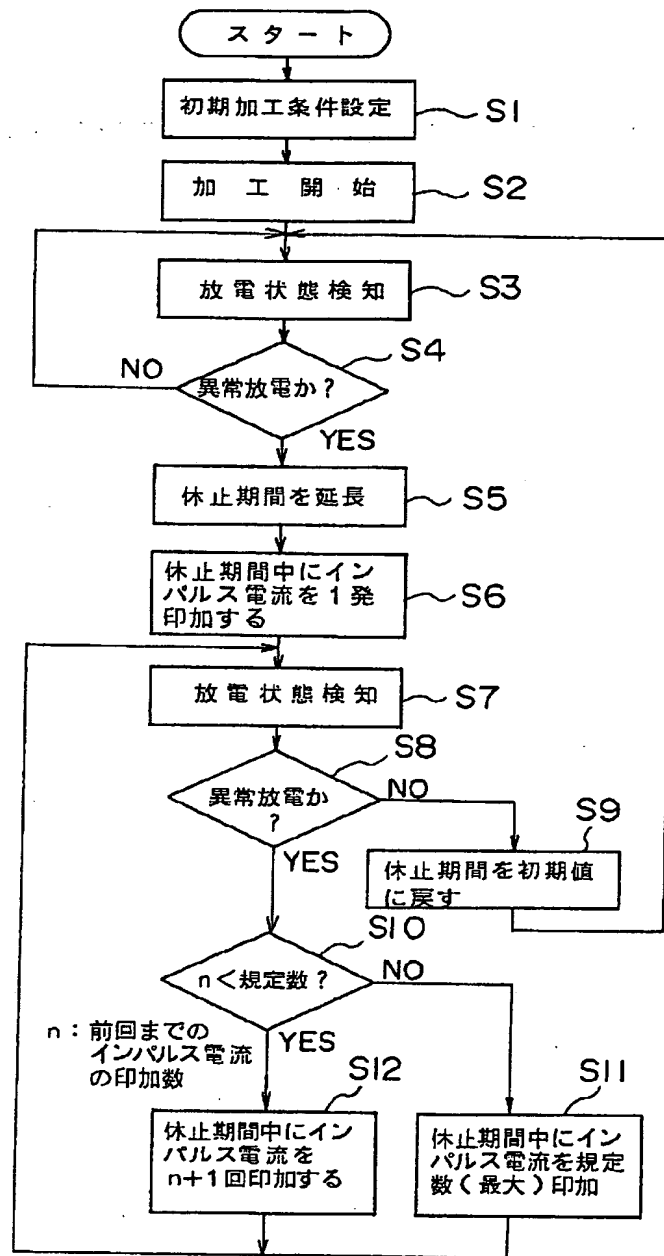 スタート
初期加工条件設定
S1
加工開始
S2
放電状態検知
S3
S4
NO
異常放電か?
YES
休止期間を延長
S5
休止期間中にイン
パルス電流を1発
印加する
S6
放電状態検知
S7
S8
異常放電か
?
NO
YES
S9
休止期間を初期値
に戻す
S10
n<規定数?
NO
YES
n:前回までの
インパルス電流
の印加数
S12
休止期間中にイン
パルス電流を
n+1回印加する
S11
休止期間中にイン
パルス電流を規定
数(最大)印加